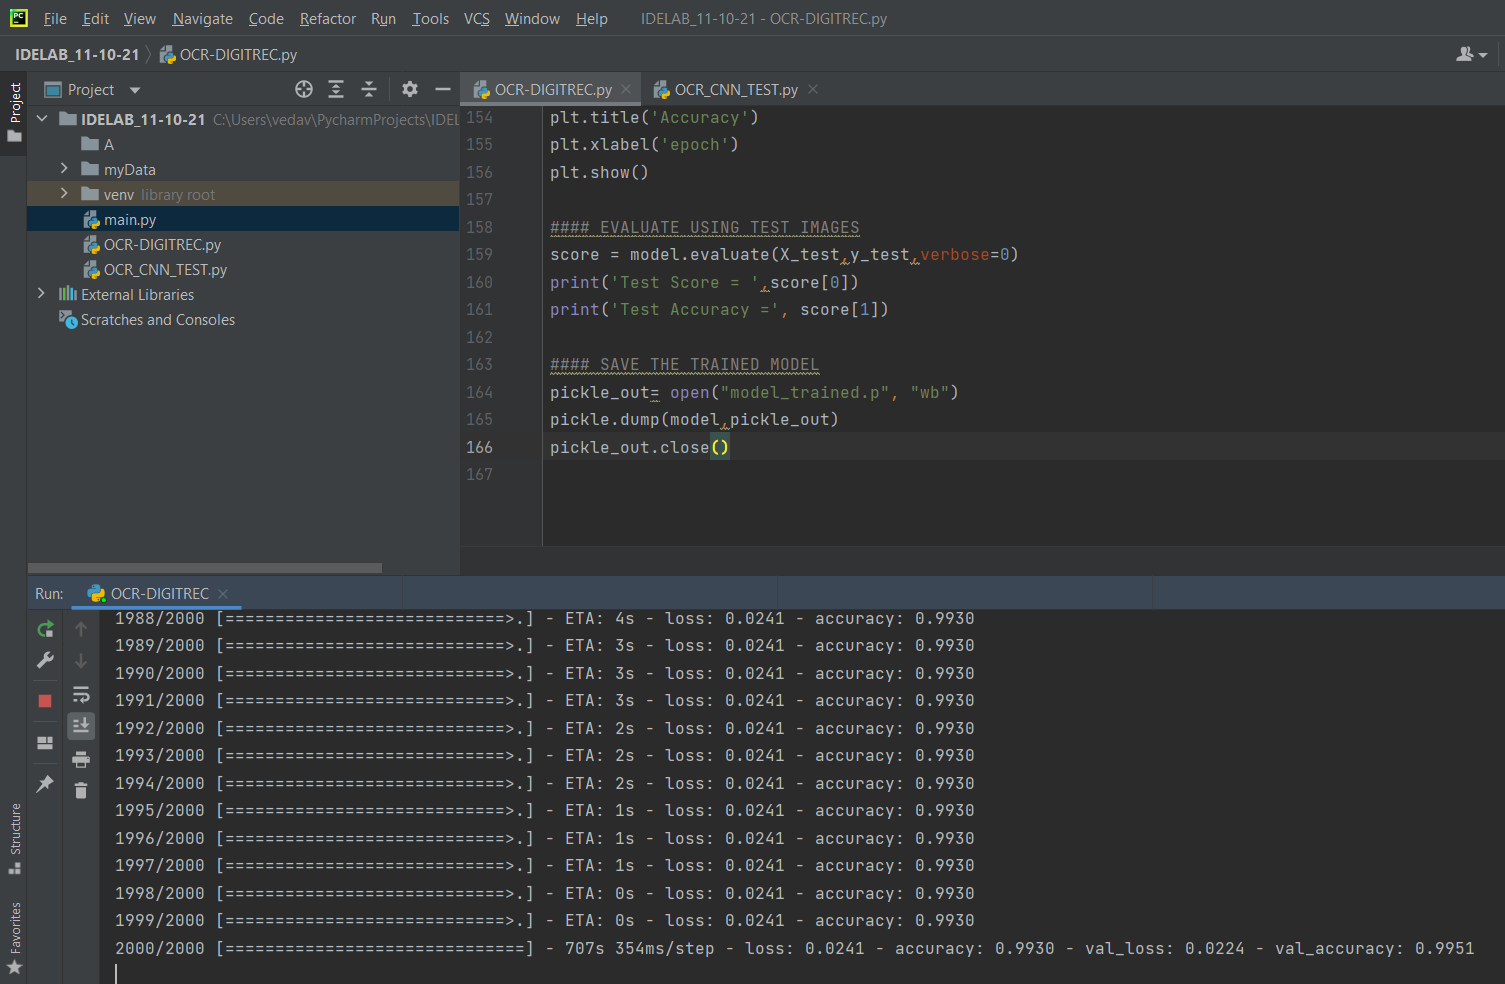 PC File Edit View Navigate Code Refactor Run Tools VCS Window Help IDELAB_11-10-21 - OCR-DIGITREC.py
IDELAB_11-10-21 OCR-DIGITREC.py
Project
Project
OCR-DIGITREC.py
OCR_CNN_TEST.py
IDELAB_11-10-21 C:\Users\vedav\PycharmProjects\IDEL
A
myData
venv library root
main.py
OCR-DIGITREC.py
OCR_CNN_TEST.py
External Libraries
Scratches and Consoles
154 plt.title('Accuracy')
155 plt.xlabel('epoch')
156 plt.show()
157
158 #### EVALUATE USING TEST IMAGES
159 score = model.evaluate(X_test,y_test,verbose=0)
160 print('Test Score = ',score[0])
161 print('Test Accuracy =', score[1])
162
163 #### SAVE THE TRAINED MODEL
164 pickle_out= open("model_trained.p", "wb")
165 pickle.dump(model,pickle_out)
166 pickle_out.close()
167
Run: OCR-DIGITREC
1988/2000 [============================>.] - ETA: 4s - loss: 0.0241 - accuracy: 0.9930
1989/2000 [============================>.] - ETA: 3s - loss: 0.0241 - accuracy: 0.9930
1990/2000 [============================>.] - ETA: 3s - loss: 0.0241 - accuracy: 0.9930
1991/2000 [============================>.] - ETA: 3s - loss: 0.0241 - accuracy: 0.9930
1992/2000 [============================>.] - ETA: 2s - loss: 0.0241 - accuracy: 0.9930
1993/2000 [============================>.] - ETA: 2s - loss: 0.0241 - accuracy: 0.9930
1994/2000 [============================>.] - ETA: 2s - loss: 0.0241 - accuracy: 0.9930
1995/2000 [============================>.] - ETA: 1s - loss: 0.0241 - accuracy: 0.9930
1996/2000 [============================>.] - ETA: 1s - loss: 0.0241 - accuracy: 0.9930
1997/2000 [============================>.] - ETA: 1s - loss: 0.0241 - accuracy: 0.9930
1998/2000 [============================>.] - ETA: 0s - loss: 0.0241 - accuracy: 0.9930
1999/2000 [============================>.] - ETA: 0s - loss: 0.0241 - accuracy: 0.9930
2000/2000 [==============================] - 707s 354ms/step - loss: 0.0241 - accuracy: 0.9930 - val_loss: 0.0224 - val_accuracy: 0.9951
Structure
Favorites